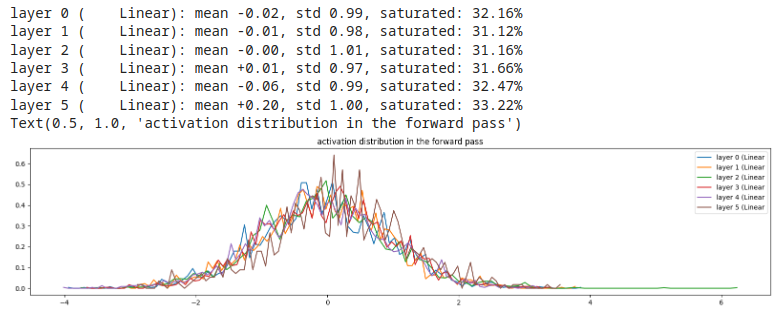 layer 0 (    Linear): mean -0.02, std 0.99, saturated: 32.16%
layer 1 (    Linear): mean -0.01, std 0.98, saturated: 31.12%
layer 2 (    Linear): mean -0.00, std 1.01, saturated: 31.16%
layer 3 (    Linear): mean +0.01, std 0.97, saturated: 31.66%
layer 4 (    Linear): mean -0.06, std 0.99, saturated: 32.47%
layer 5 (    Linear): mean +0.20, std 1.00, saturated: 33.22%
Text(0.5, 1.0, 'activation distribution in the forward pass')
activation distribution in the forward pass
0.6
0.5
0.4
0.3
0.2
0.1
0.0
−4
−2
0
2
4
6
layer 0 (Linear
layer 1 (Linear
layer 2 (Linear
layer 3 (Linear
layer 4 (Linear
layer 5 (Linear